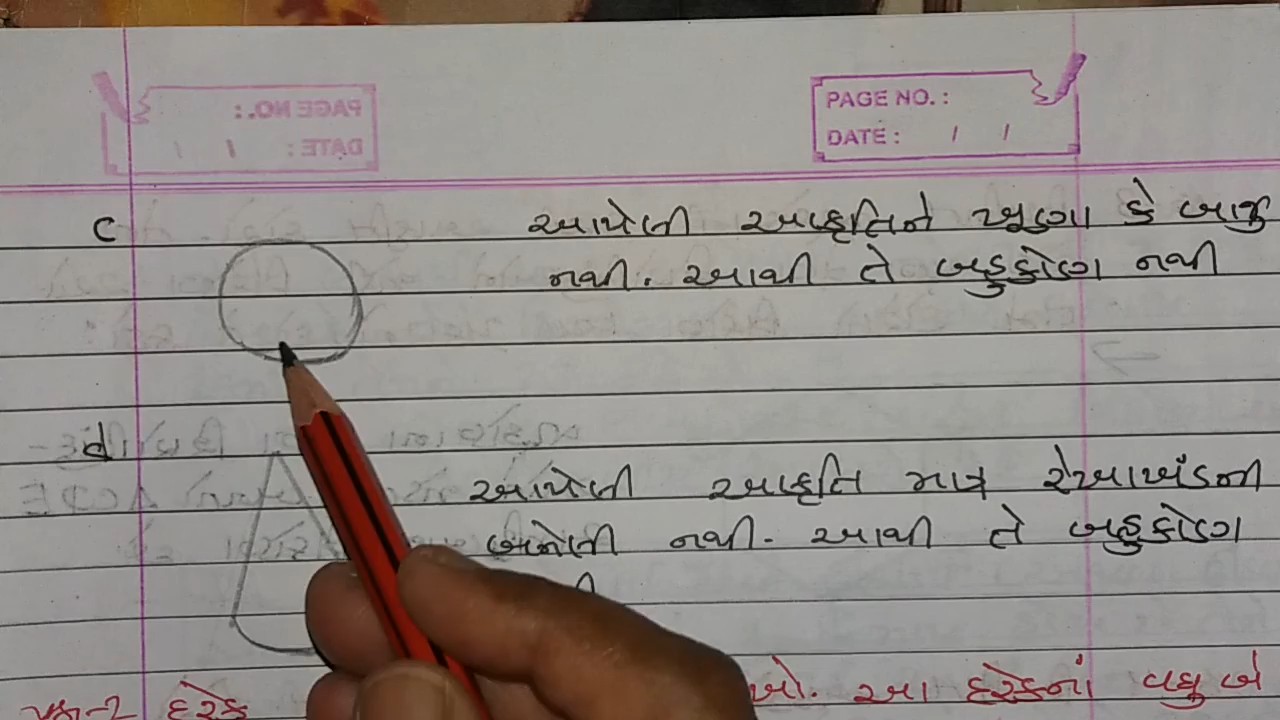 PAGE NO. :
DATE : / /
C આપેલી આકૃતિને ખૂણા કે બાજુ
નથી. આથી તે બહુકોણ નથી
d આપેલી આકૃતિ માત્ર રેખાખંડની
બનેલી નથી. આથી તે બહુકોણ
દરેક આ દરેકનાં વધુ બે